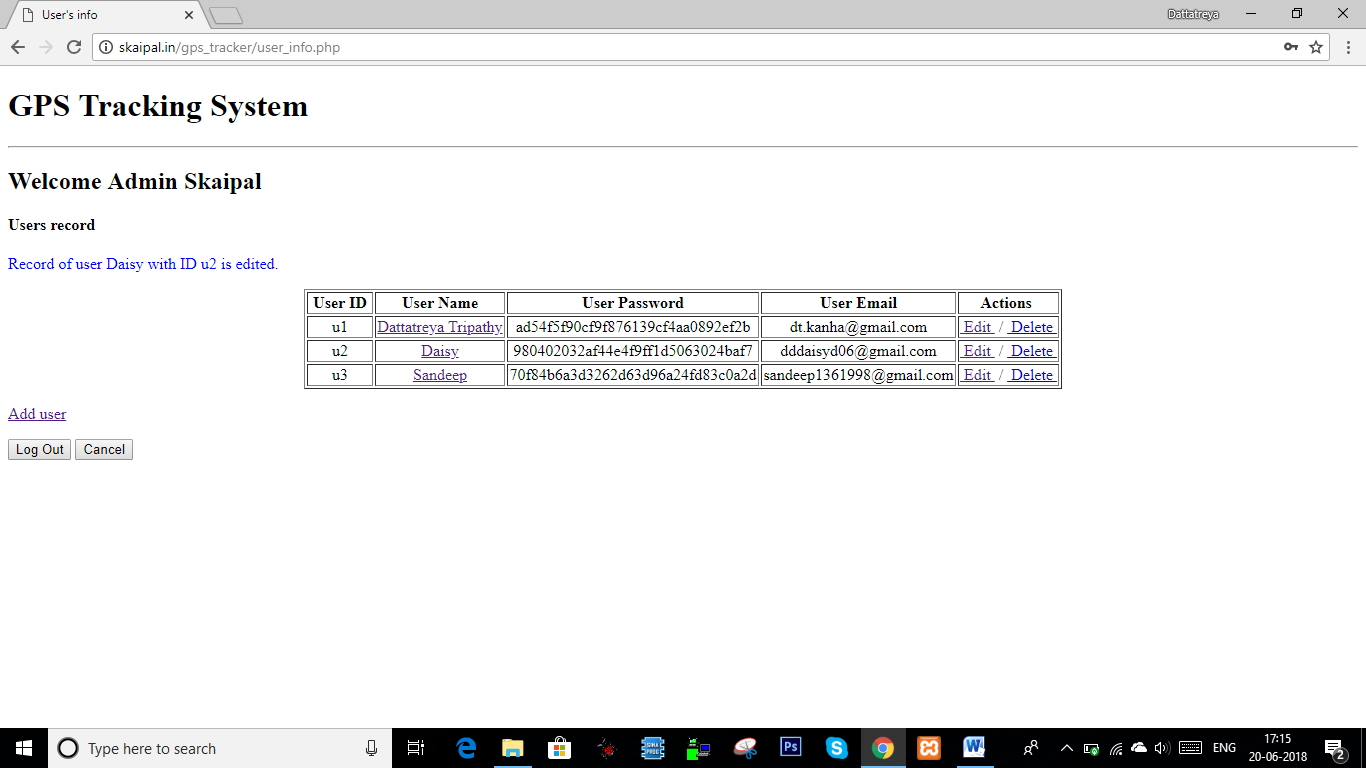 User's info
Dattatreya
skaipal.in/gps_tracker/user_info.php
GPS Tracking System
Welcome Admin Skaipal
Users record
Record of user Daisy with ID u2 is edited.
User ID User Name User Password User Email Actions
u1 Dattatreya Tripathy ad54f5f90cf9f876139cf4aa0892ef2b dt.kanha@gmail.com Edit / Delete
u2 Daisy 980402032af44e4f9ff1d5063024baf7 dddaisyd06@gmail.com Edit / Delete
u3 Sandeep 70f84b6a3d3262d63d96a24fd83c0a2d sandeep1361998@gmail.com Edit / Delete
Add user
Log Out Cancel
Type here to search
Ps
ENG
17:15
20-06-2018
2